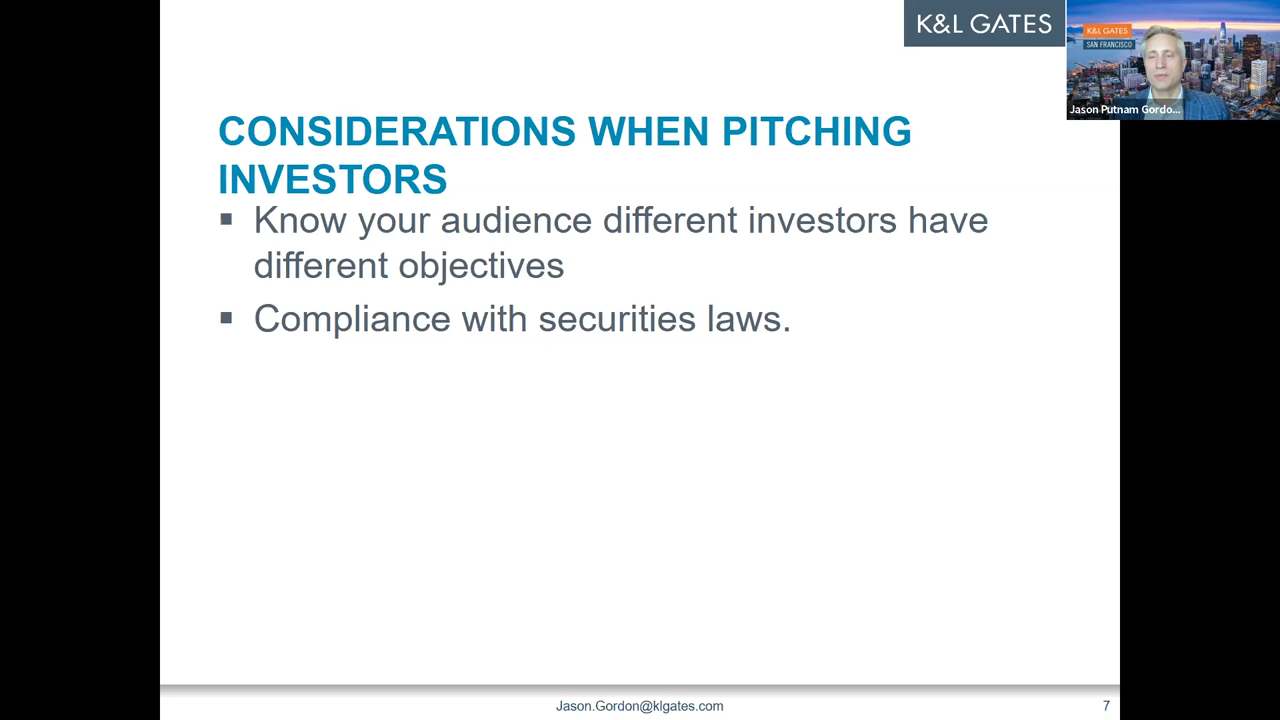 K&L GATES
K&L GATES
SAN FRANCISCO
Jason Putnam Gordo...
CONSIDERATIONS WHEN PITCHING
INVESTORS
▪ Know your audience different investors have
different objectives
▪ Compliance with securities laws.
Jason.Gordon@klgates.com
7